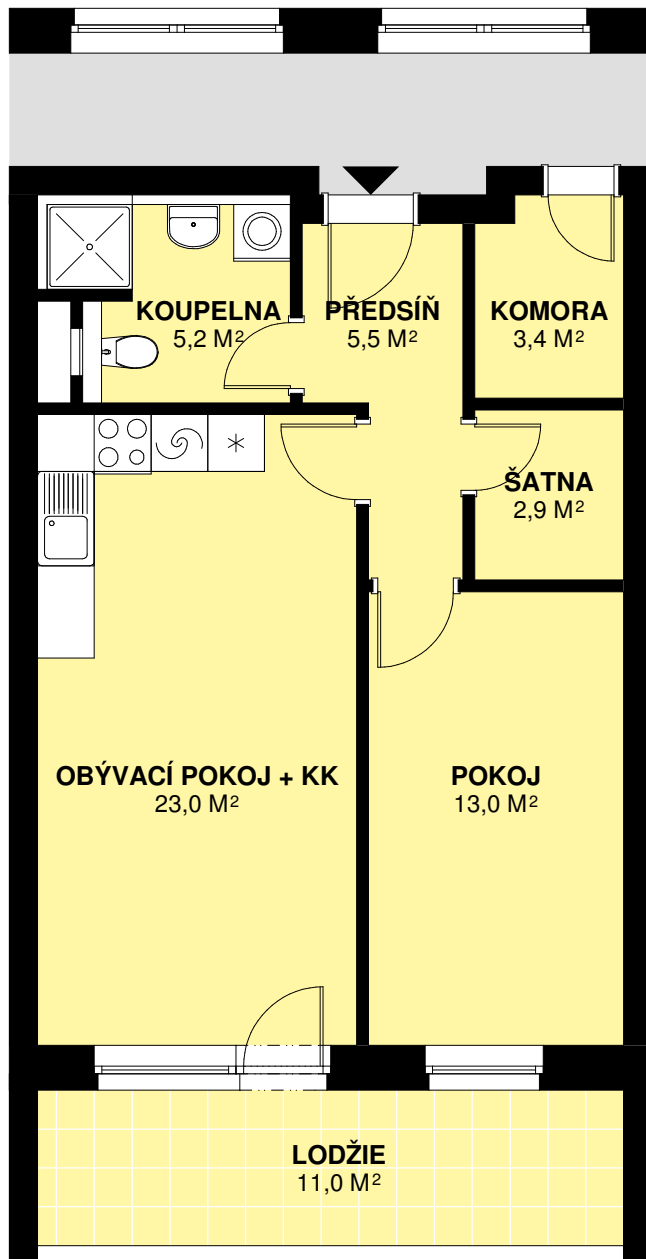 KOUPELNA
5,2 M²
PŘEDSÍŇ
5,5 M²
KOMORA
3,4 M²
ŠATNA
2,9 M²
OBÝVACÍ POKOJ + KK
23,0 M²
POKOJ
13,0 M²
LODŽIE
11,0 M²